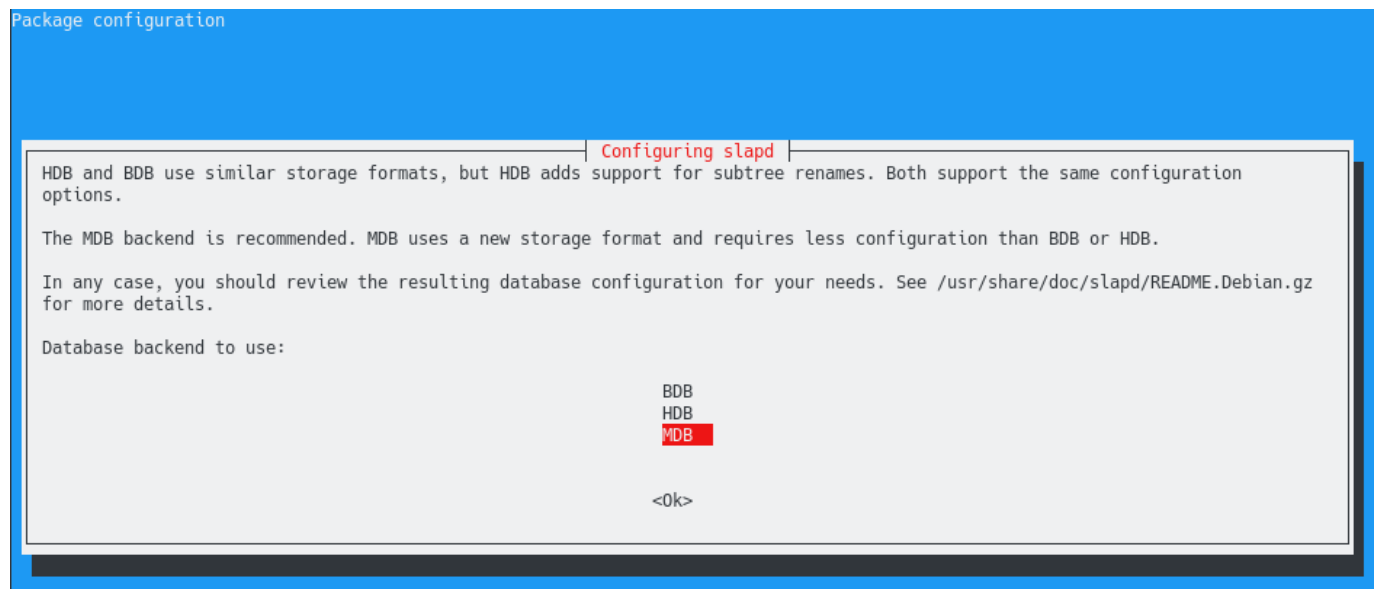 Package configuration
Configuring slapd
HDB and BDB use similar storage formats, but HDB adds support for subtree renames. Both support the same configuration
options.
The MDB backend is recommended. MDB uses a new storage format and requires less configuration than BDB or HDB.
In any case, you should review the resulting database configuration for your needs. See /usr/share/doc/slapd/README.Debian.gz
for more details.
Database backend to use:
BDB
HDB
MDB
<Ok>